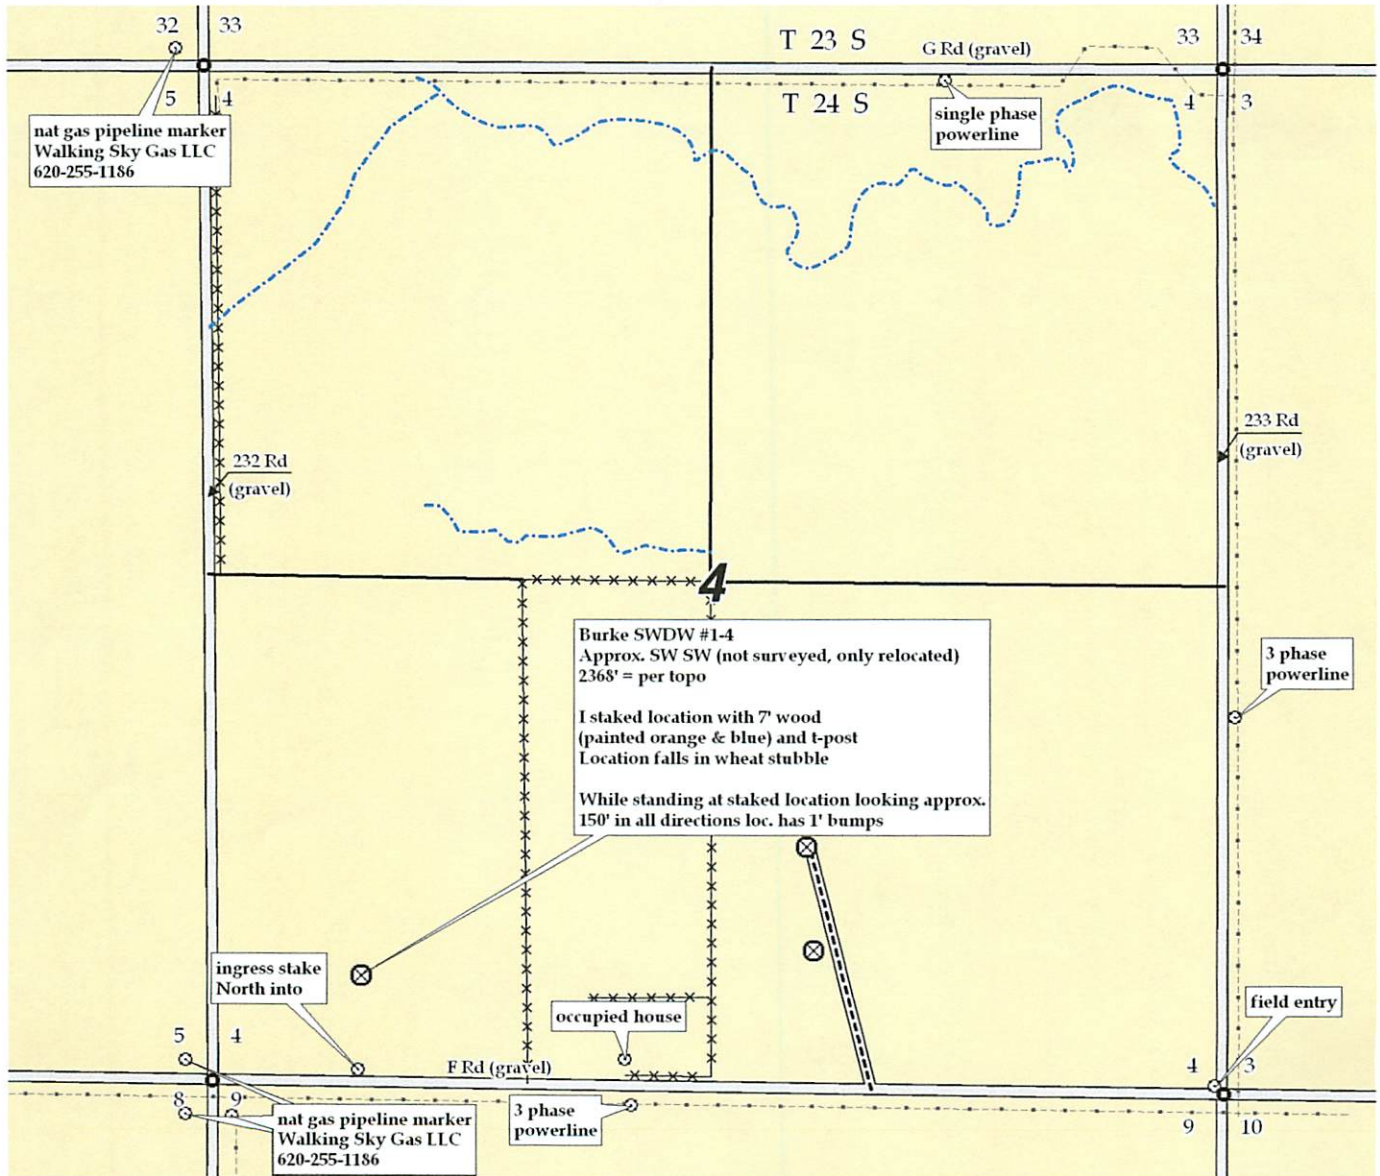 32
33
T 23 S
G Rd (gravel)
33
34
5
4
T 24 S
4
3
nat gas pipeline marker
Walking Sky Gas LLC
620-255-1186
single phase
powerline
232 Rd
(gravel)
233 Rd
(gravel)
4
Burke SWDW #1-4
Approx. SW SW (not surveyed, only relocated)
2368' = per topo
I staked location with 7' wood
(painted orange & blue) and t-post
Location falls in wheat stubble
While standing at staked location looking approx.
150' in all directions loc. has 1' bumps
3 phase
powerline
ingress stake
North into
occupied house
field entry
5
4
F Rd (gravel)
4
3
8
9
nat gas pipeline marker
Walking Sky Gas LLC
620-255-1186
3 phase
powerline
9
10